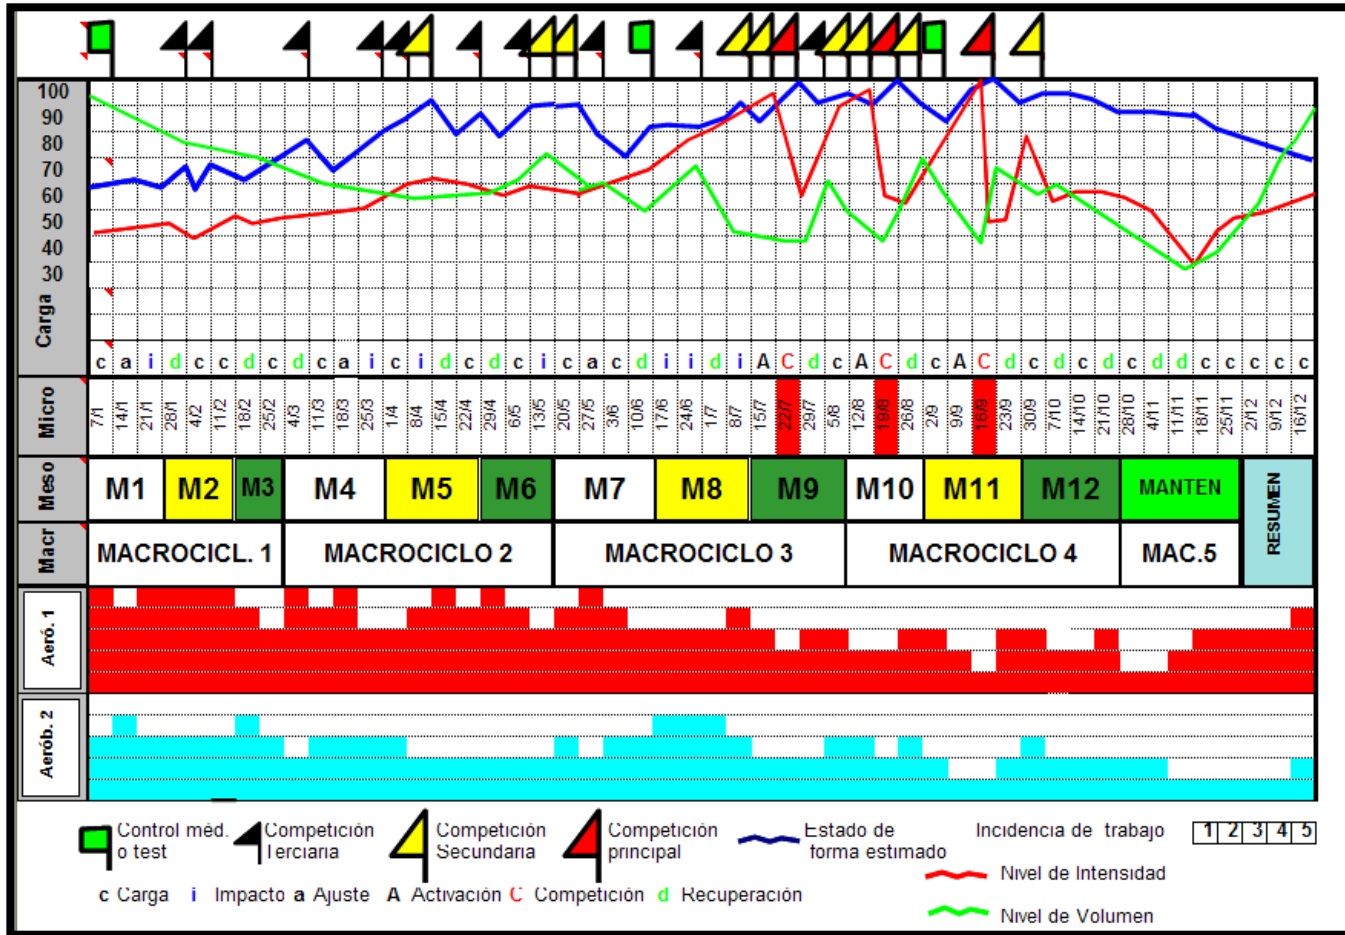 100
90
80
70
60
50
40
30
Carga
c a i d c c d c d c a i c i d c d c i c a c d i i d i A C d c A C d c A C d c d c d c d d c c c c c
Micro
7/1 14/1 21/1 28/1 4/2 11/2 18/2 25/2 4/3 11/3 18/3 25/3 1/4 8/4 15/4 22/4 29/4 6/5 13/5 20/5 27/5 3/6 10/6 17/6 24/6 1/7 8/7 15/7 22/7 29/7 5/8 12/8 19/8 26/8 2/9 9/9 16/9 23/9 30/9 7/10 14/10 21/10 28/10 4/11 11/11 18/11 25/11 2/12 9/12 16/12
Meso
M1 M2 M3 M4 M5 M6 M7 M8 M9 M10 M11 M12 MANTEN
RESUMEN
Macr
MACROCICL. 1 MACROCICLO 2 MACROCICLO 3 MACROCICLO 4 MAC.5
Aeró. 1
Aerób. 2
Control méd.
o test
Competición
Terciaria
Competición
Secundaria
Competición
principal
Estado de
forma estimado
Incidencia de trabajo 1 2 3 4 5
Nivel de Intensidad
c Carga i Impacto a Ajuste A Activación C Competición d Recuperación
Nivel de Volumen